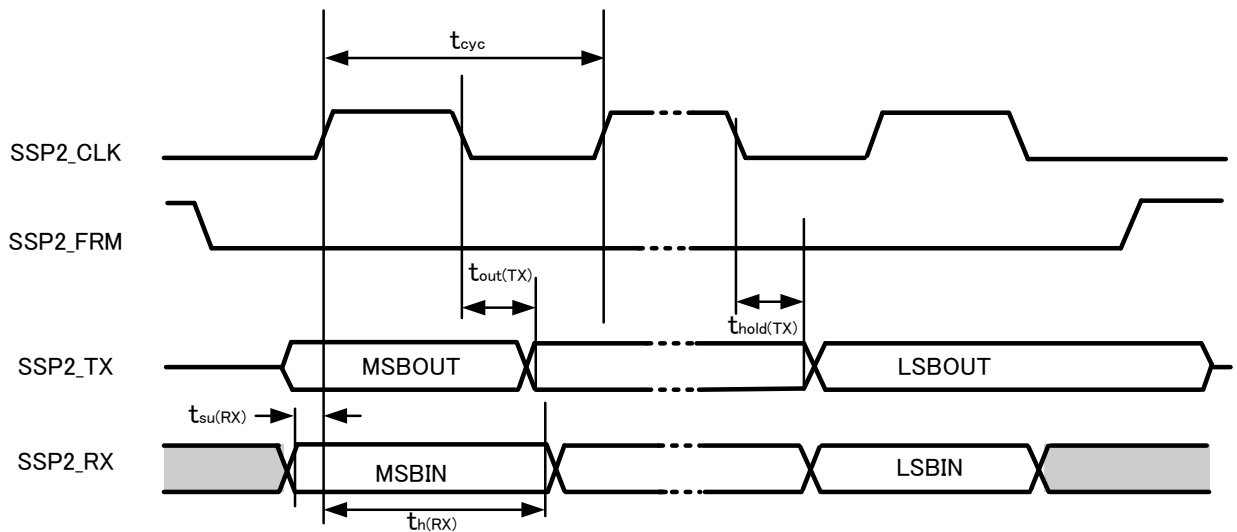 tcyc
SSP2_CLK
SSP2_FRM
tout(TX)
thold(TX)
SSP2_TX
MSBOUT
LSBOUT
tsu(RX)
SSP2_RX
MSBIN
LSBIN
th(RX)